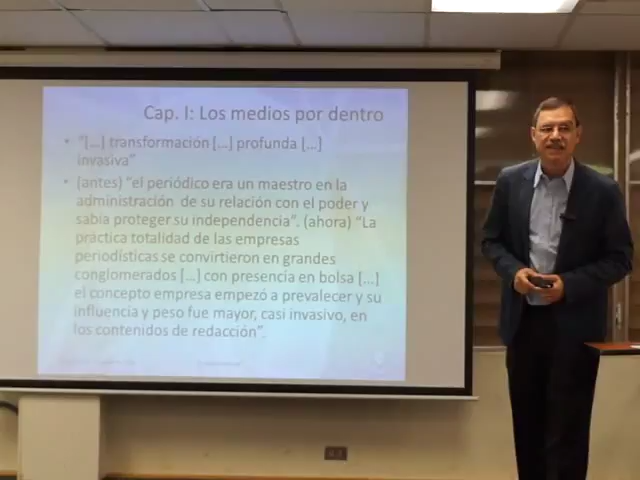 Cap. I: Los medios por dentro
• "[...] transformación [...] profunda [...]
invasiva"
• (antes) "el periódico era un maestro en la
administración de su relación con el poder y
sabía proteger su independencia". (ahora) "La
práctica totalidad de las empresas
periodísticas se convirtieron en grandes
conglomerados [...] con presencia en bolsa [...]
el concepto empresa empezó a prevalecer y su
influencia y peso fue mayor, casi invasivo, en
los contenidos de redacción".